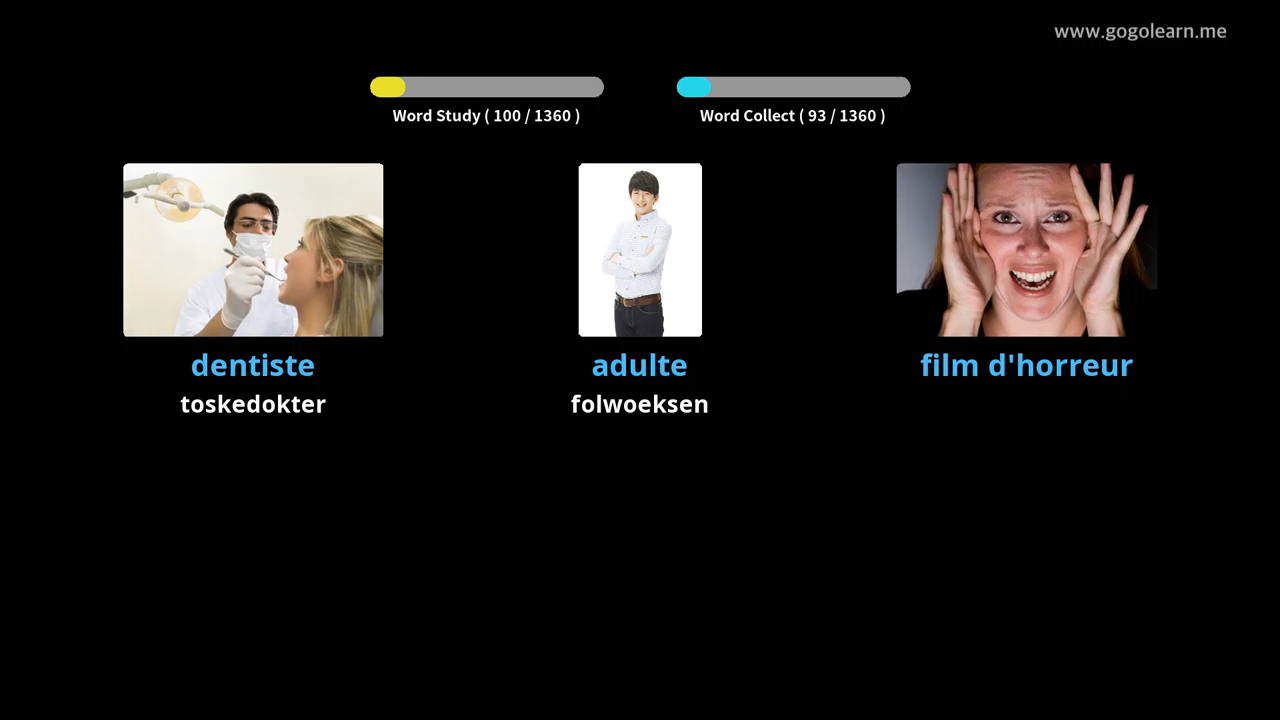 www.gogolearn.me
Word Study ( 100 / 1360 )
Word Collect ( 93 / 1360 )
dentiste
toskedokter
adulte
folwoeksen
film d'horreur